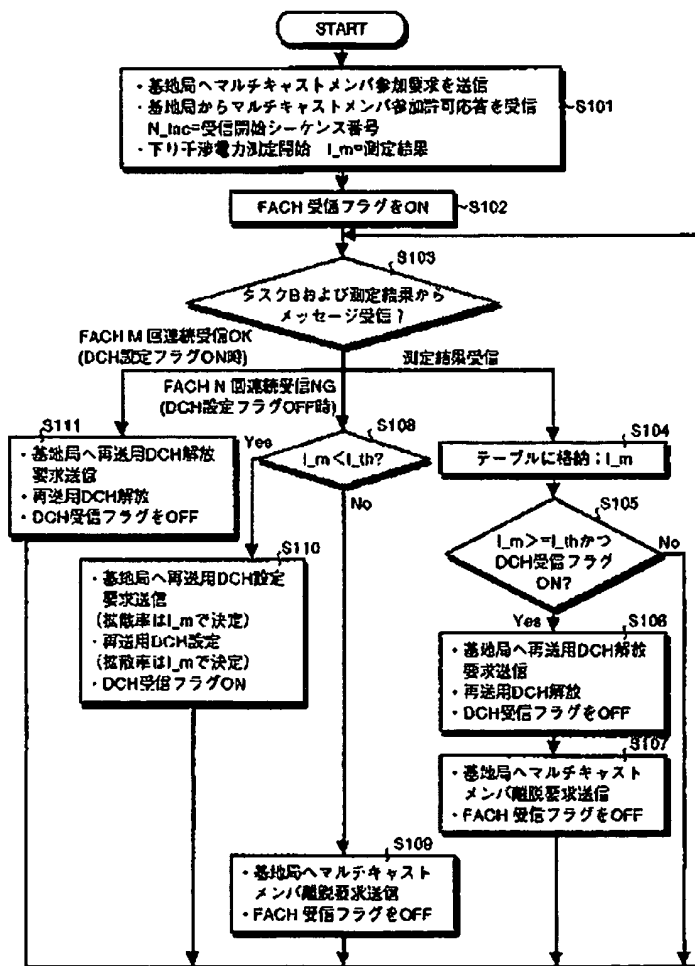 START
・基地局へマルチキャストメンバ参加要求を送信
・基地局からマルチキャストメンバ参加許可応答を受信
N_inc=受信開始シーケンス番号
・下り干渉電力測定開始 I_m=測定結果
S101
FACH 受信フラグをON
S102
S103
タスクBおよび測定結果から
メッセージ受信?
FACH M 回連続受信OK
(DCH設定フラグON時)
FACH N 回連続受信NG
(DCH設定フラグOFF時)
測定結果受信
S111
・基地局へ再送用DCH解放
要求送信
・再送用DCH解放
・DCH受信フラグをOFF
S108
I_m<I_th?
Yes
No
S104
テーブルに格納;I_m
S105
I_m>=I_thかつ
DCH受信フラグ
ON?
No
Yes
S110
・基地局へ再送用DCH設定
要求送信
(拡散率はI_mで決定)
・再送用DCH設定
(拡散率はI_mで決定)
・DCH受信フラグON
S106
・基地局へ再送用DCH解放
要求送信
・再送用DCH解放
・DCH受信フラグをOFF
S107
・基地局へマルチキャスト
メンバ離脱要求送信
・FACH 受信フラグをOFF
S109
・基地局へマルチキャスト
メンバ離脱要求送信
・FACH 受信フラグをOFF